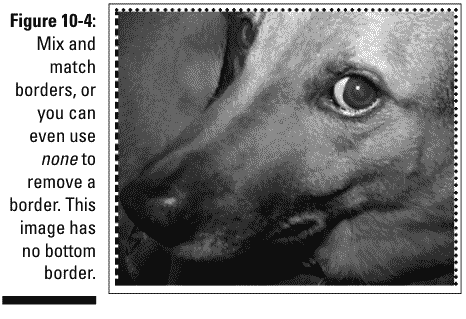 Figure 10-4:
Mix and
match
borders, or
you can
even use
none to
remove a
border. This
image has
no bottom
border.